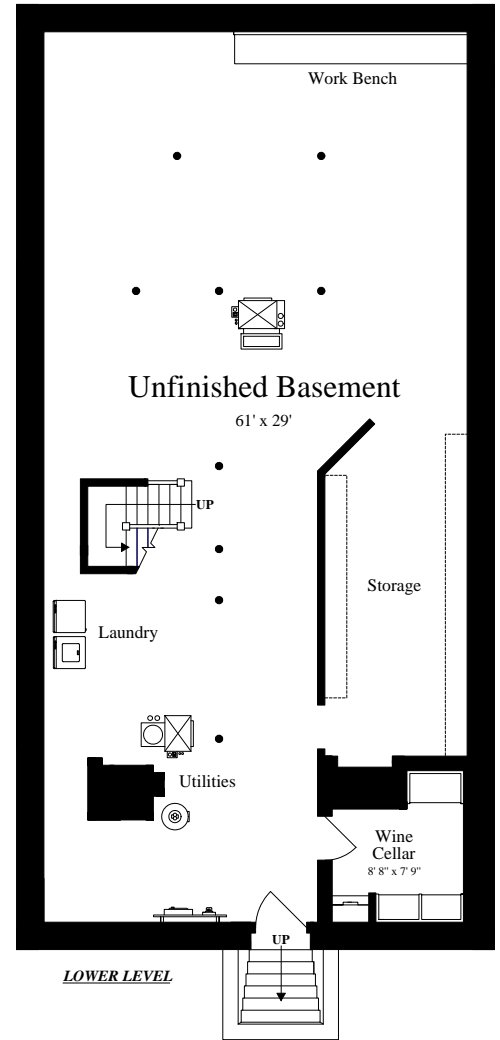 Work Bench
Unfinished Basement
61' x 29'
UP
Storage
Laundry
Utilities
Wine
Cellar
8' 8" x 7' 9"
UP
LOWER LEVEL